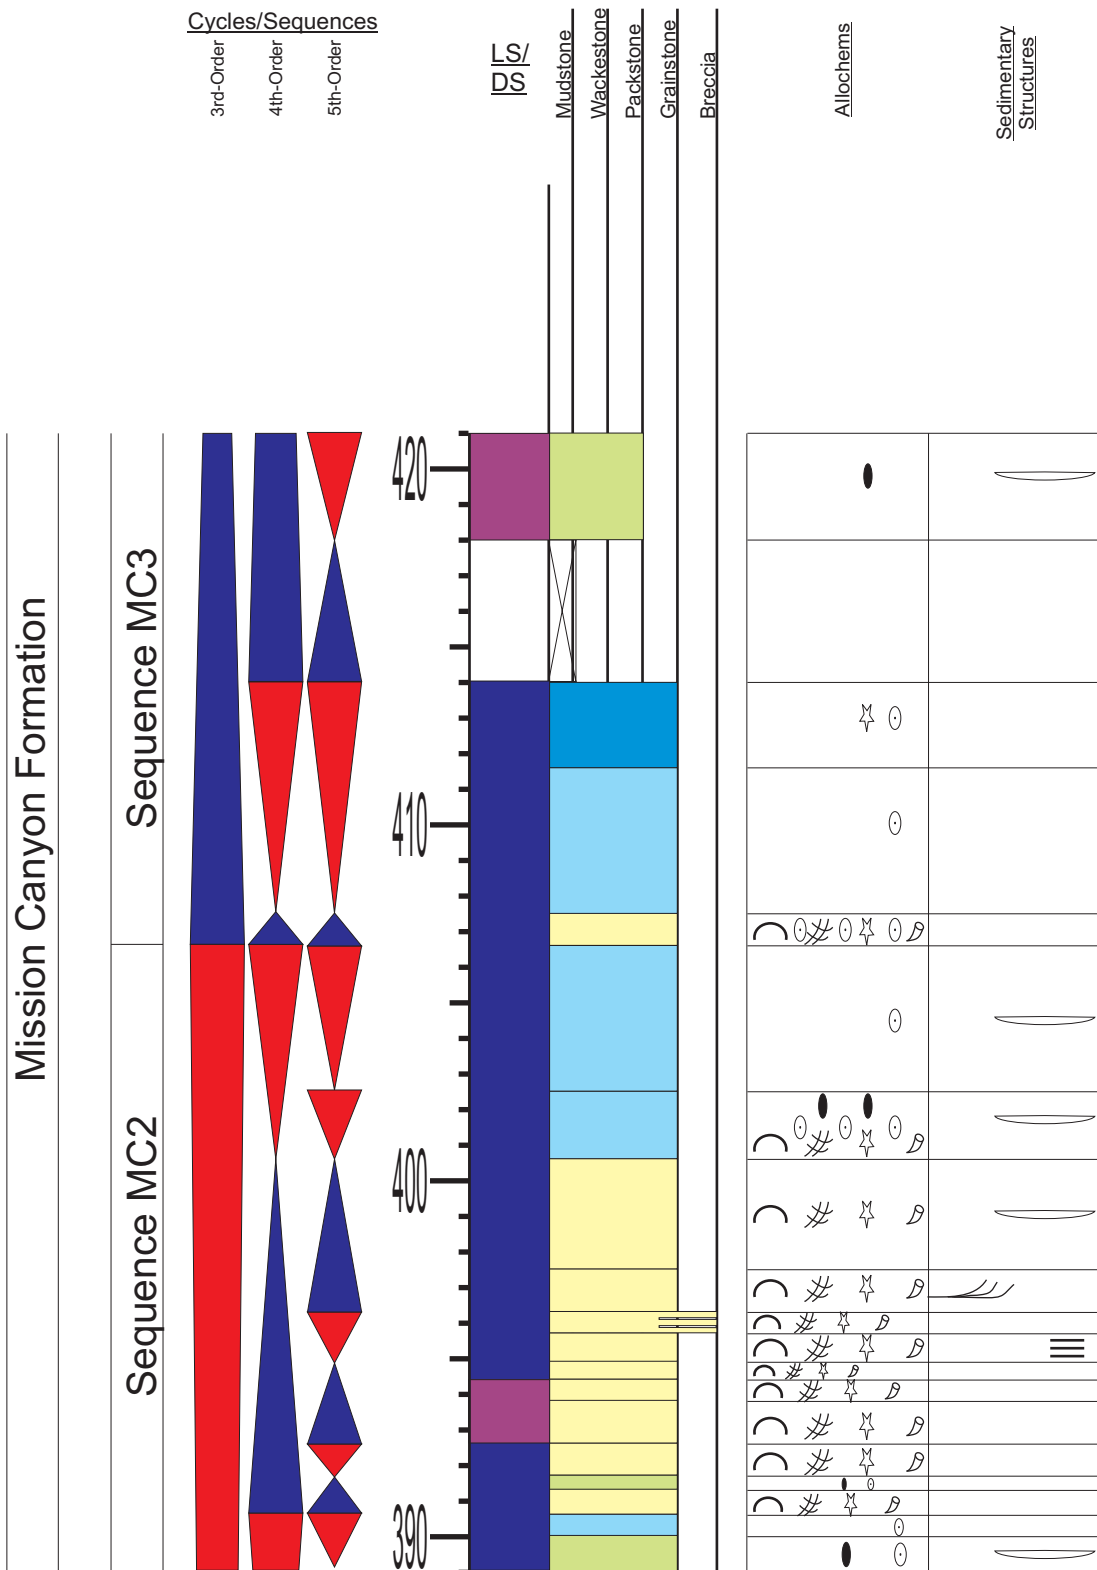 Cycles/Sequences
3rd-Order
4th-Order
5th-Order
LS/
DS
Mudstone
Wackestone
Packstone
Grainstone
Breccia
Allochems
Sedimentary
Structures
Mission Canyon Formation
Sequence MC3
Sequence MC2
420
410
400
390